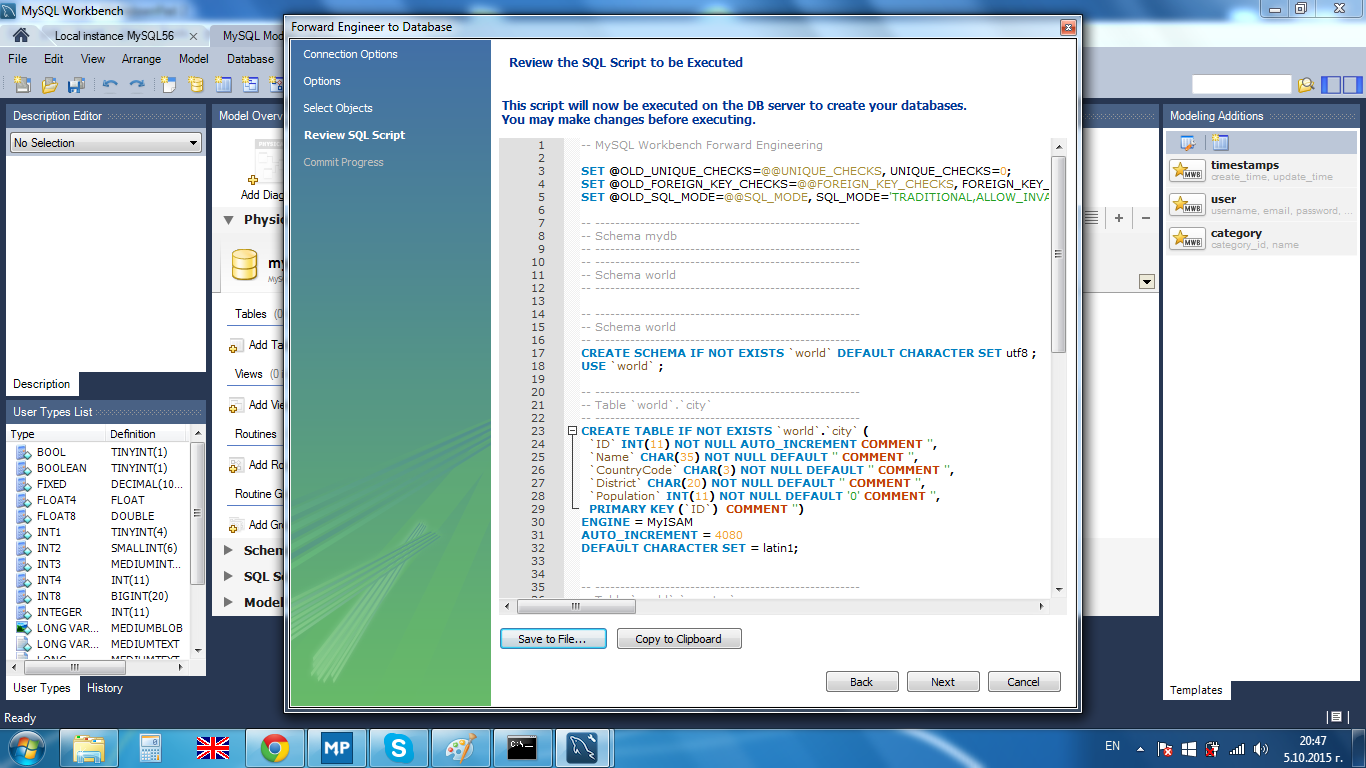 MySQL Workbench
Local instance MySQL56
MySQL Mod
File Edit View Arrange Model Database
Description Editor
No Selection
Description
User Types List
Type Definition
BOOL TINYINT(1)
BOOLEAN TINYINT(1)
FIXED DECIMAL(10...
FLOAT4 FLOAT
FLOAT8 DOUBLE
INT1 TINYINT(4)
INT2 SMALLINT(6)
INT3 MEDIUMINT...
INT4 INT(11)
INT8 BIGINT(20)
INTEGER INT(11)
LONG VAR... MEDIUMBLOB
LONG VAR... MEDIUMTEXT
LONG MEDIUMTEXT
User Types History
Ready
Model Overv
Add Diag
Physic
my
MyS
Tables (0
Add Ta
Views (0
Add Vie
Routines
Add Ro
Routine G
Add Gro
Schem
SQL Sc
Model
Forward Engineer to Database
Connection Options
Options
Select Objects
Review SQL Script
Commit Progress
Review the SQL Script to be Executed
This script will now be executed on the DB server to create your databases.
You may make changes before executing.
1 -- MySQL Workbench Forward Engineering
2
3 SET @OLD_UNIQUE_CHECKS=@@UNIQUE_CHECKS, UNIQUE_CHECKS=0;
4 SET @OLD_FOREIGN_KEY_CHECKS=@@FOREIGN_KEY_CHECKS, FOREIGN_KEY_
5 SET @OLD_SQL_MODE=@@SQL_MODE, SQL_MODE='TRADITIONAL,ALLOW_INVA
6
7 -- -----------------------------------------------------
8 -- Schema mydb
9 -- -----------------------------------------------------
10 -- -----------------------------------------------------
11 -- Schema world
12 -- -----------------------------------------------------
13
14 -- -----------------------------------------------------
15 -- Schema world
16 -- -----------------------------------------------------
17 CREATE SCHEMA IF NOT EXISTS `world` DEFAULT CHARACTER SET utf8 ;
18 USE `world` ;
19
20 -- -----------------------------------------------------
21 -- Table `world`.`city`
22 -- -----------------------------------------------------
23 CREATE TABLE IF NOT EXISTS `world`.`city` (
24 `ID` INT(11) NOT NULL AUTO_INCREMENT COMMENT '',
25 `Name` CHAR(35) NOT NULL DEFAULT '' COMMENT '',
26 `CountryCode` CHAR(3) NOT NULL DEFAULT '' COMMENT '',
27 `District` CHAR(20) NOT NULL DEFAULT '' COMMENT '',
28 `Population` INT(11) NOT NULL DEFAULT '0' COMMENT '',
29 PRIMARY KEY (`ID`)  COMMENT '')
30 ENGINE = MyISAM
31 AUTO_INCREMENT = 4080
32 DEFAULT CHARACTER SET = latin1;
33
34
35 -- -----------------------------------------------------
Save to File... Copy to Clipboard
Back Next Cancel
Modeling Additions
timestamps
create_time, update_time
user
username, email, password, ...
category
category_id, name
MWB
MWB
MWB
Templates
MP
C:\_
EN
20:47
5.10.2015 г.